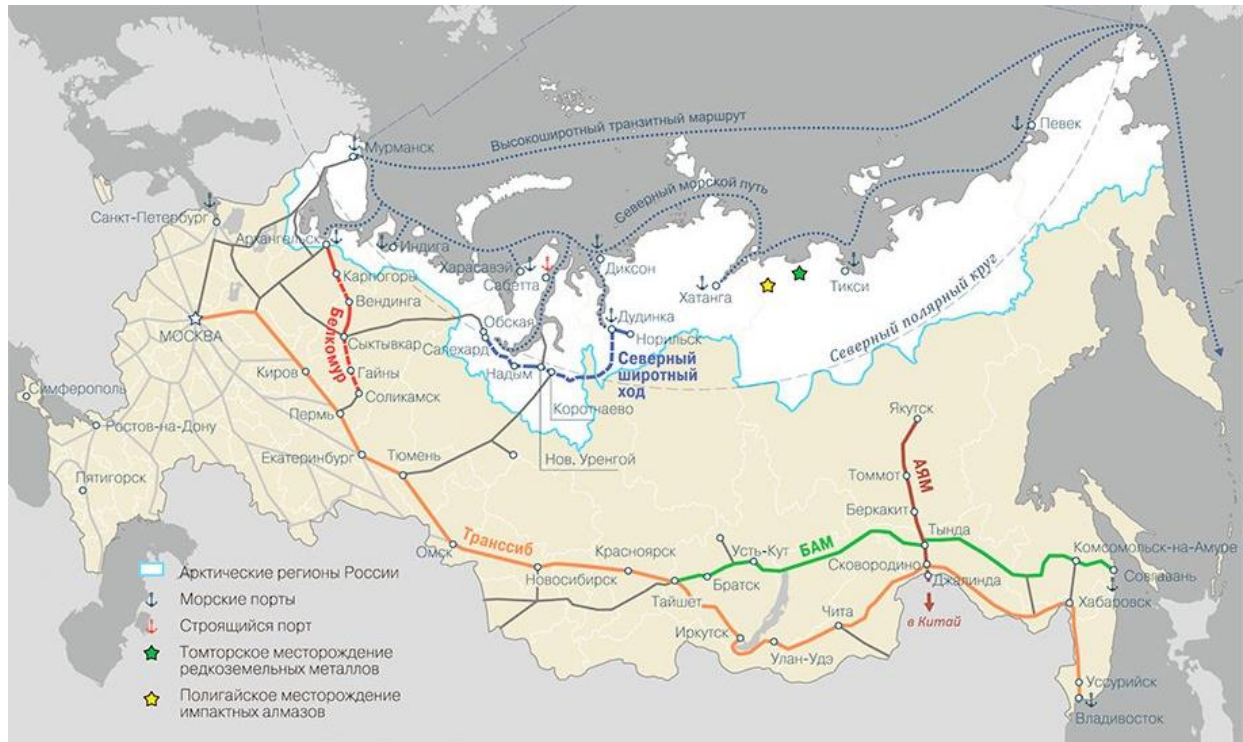 Высокоширотный транзитный маршрут
Певек
Мурманск
Северный морской путь
Санкт-Петербург
Архангельск
Индига
Харасавэй
Сабетта
Диксон
Хатанга
Тикси
Северный полярный круг
Карпогоры
Вендинга
МОСКВА
Белкомур
Обская
Салехард
Дудинка
Норильск
Сыктывкар
Надым
Северный
широтный
ход
Киров
Гайны
Соликамск
Коротчаево
Симферополь
Пермь
Якутск
Ростов-на-Дону
Екатеринбург
Тюмень
Нов. Уренгой
Пятигорск
Томмот
АЯМ
Беркакит
Тында
Транссиб
Омск
Красноярск
Усть-Кут
БАМ
Комсомольск-на-Амуре
Сковородино
Новосибирск
Братск
Джалинда
Совгавань
Тайшет
Чита
в Китай
Хабаровск
Иркутск
Улан-Удэ
Уссурийск
Владивосток
Арктические регионы России
Морские порты
Строящийся порт
Томторское месторождение
редкоземельных металлов
Полигайское месторождение
импактных алмазов